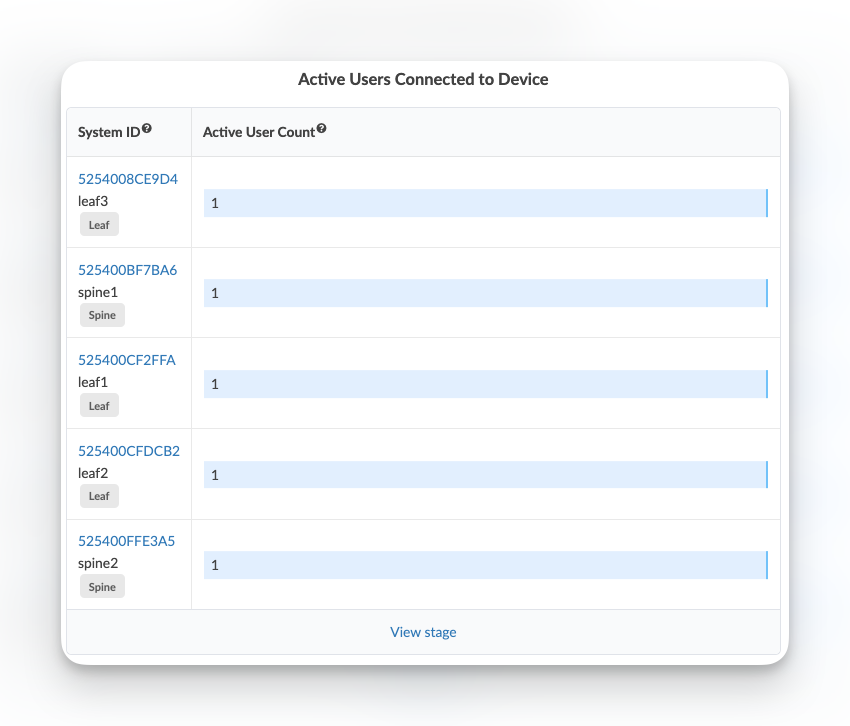 Active Users Connected to Device
System ID? Active User Count?
5254008CE9D4
leaf3
Leaf
1
525400BF7BA6
spine1
Spine
1
525400CF2FFA
leaf1
Leaf
1
525400CFDCB2
leaf2
Leaf
1
525400FFE3A5
spine2
Spine
1
View stage